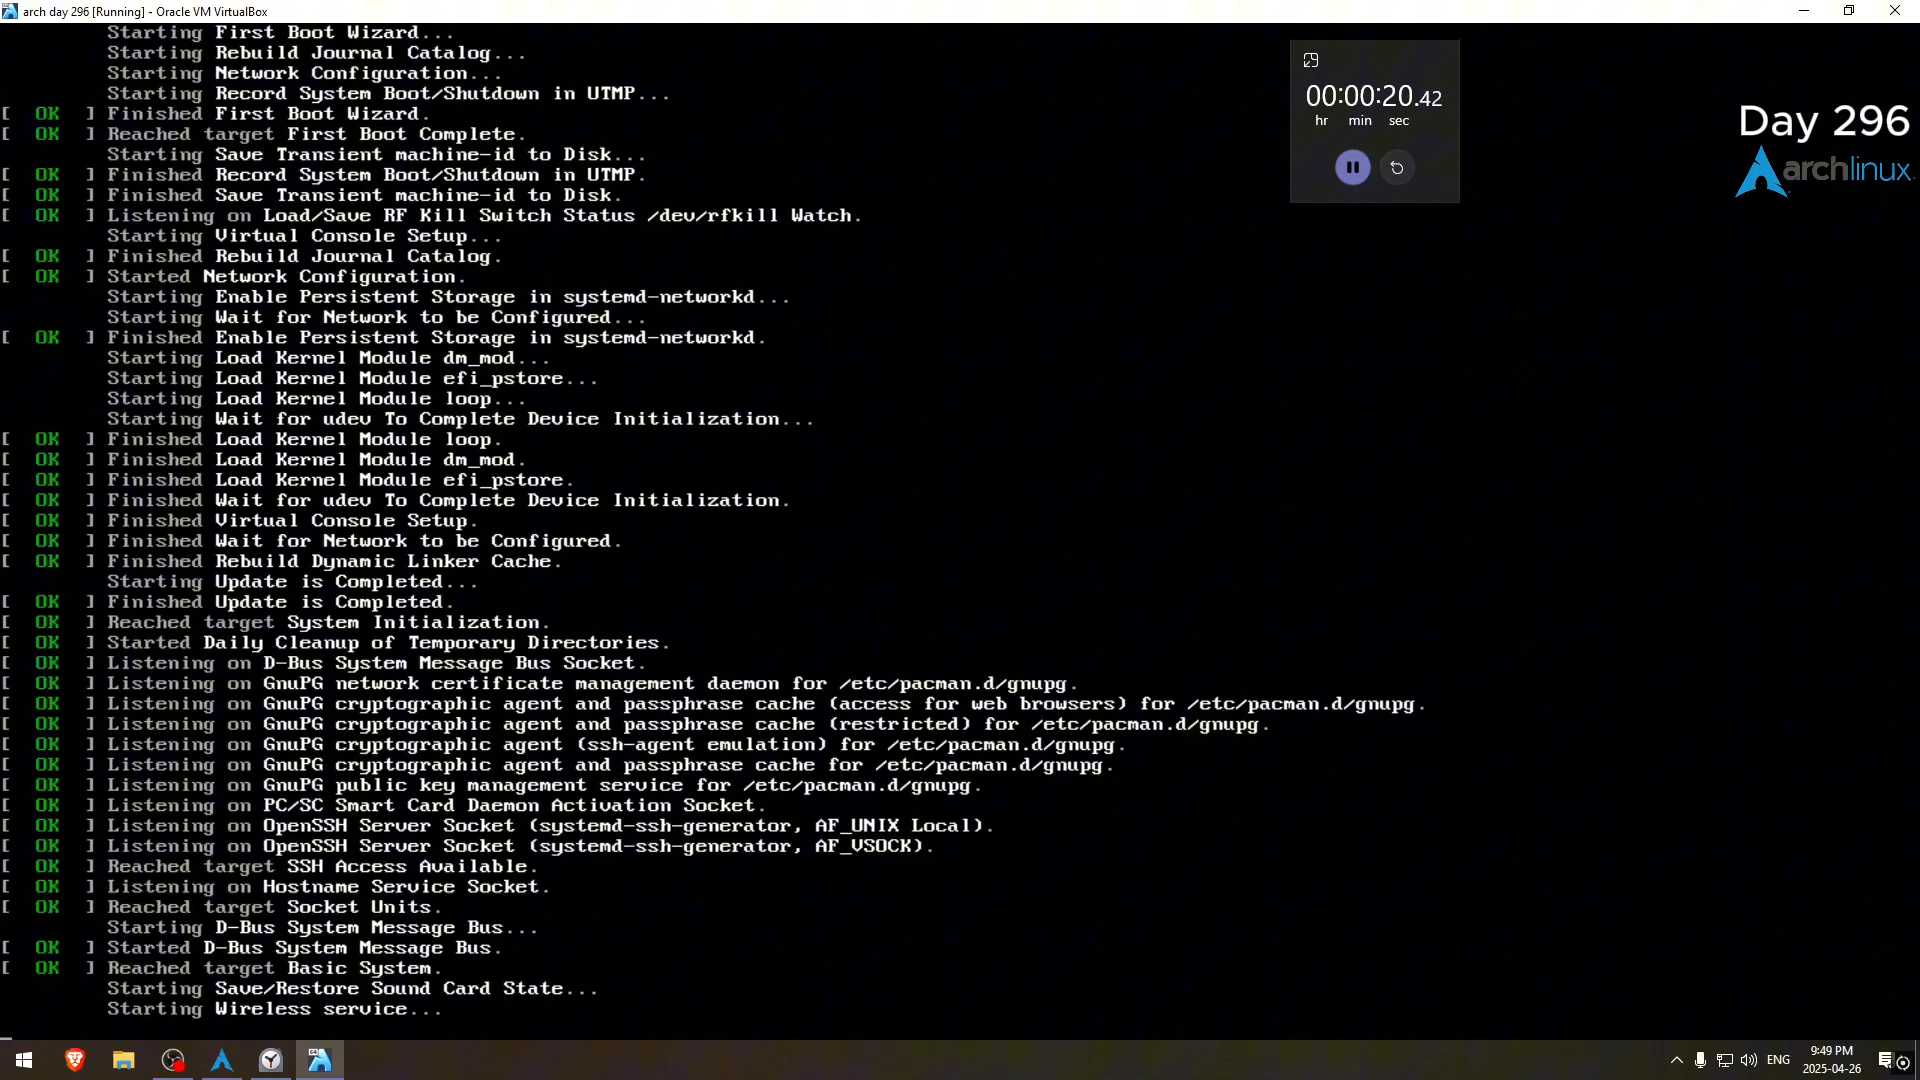 arch day 296 [Running] - Oracle VM VirtualBox
Starting First Boot Wizard...
Starting Rebuild Journal Catalog...
Starting Network Configuration...
Starting Record System Boot/Shutdown in UTMP...
[ OK ] Finished First Boot Wizard.
[ OK ] Reached target First Boot Complete.
Starting Save Transient machine-id to Disk...
[ OK ] Finished Record System Boot/Shutdown in UTMP.
[ OK ] Finished Save Transient machine-id to Disk.
[ OK ] Listening on Load/Save RF Kill Switch Status /dev/rfkill Watch.
Starting Virtual Console Setup...
[ OK ] Finished Rebuild Journal Catalog.
[ OK ] Started Network Configuration.
Starting Enable Persistent Storage in systemd-networkd...
Starting Wait for Network to be Configured...
[ OK ] Finished Enable Persistent Storage in systemd-networkd.
Starting Load Kernel Module dm_mod...
Starting Load Kernel Module efi_pstore...
Starting Load Kernel Module loop...
Starting Wait for udev To Complete Device Initialization...
[ OK ] Finished Load Kernel Module loop.
[ OK ] Finished Load Kernel Module dm_mod.
[ OK ] Finished Load Kernel Module efi_pstore.
[ OK ] Finished Wait for udev To Complete Device Initialization.
[ OK ] Finished Virtual Console Setup.
[ OK ] Finished Wait for Network to be Configured.
[ OK ] Finished Rebuild Dynamic Linker Cache.
Starting Update is Completed...
[ OK ] Finished Update is Completed.
[ OK ] Reached target System Initialization.
[ OK ] Started Daily Cleanup of Temporary Directories.
[ OK ] Listening on D-Bus System Message Bus Socket.
[ OK ] Listening on GnuPG network certificate management daemon for /etc/pacman.d/gnupg.
[ OK ] Listening on GnuPG cryptographic agent and passphrase cache (access for web browsers) for /etc/pacman.d/gnupg.
[ OK ] Listening on GnuPG cryptographic agent and passphrase cache (restricted) for /etc/pacman.d/gnupg.
[ OK ] Listening on GnuPG cryptographic agent (ssh-agent emulation) for /etc/pacman.d/gnupg.
[ OK ] Listening on GnuPG cryptographic agent and passphrase cache for /etc/pacman.d/gnupg.
[ OK ] Listening on GnuPG public key management service for /etc/pacman.d/gnupg.
[ OK ] Listening on PC/SC Smart Card Daemon Activation Socket.
[ OK ] Listening on OpenSSH Server Socket (systemd-ssh-generator, AF_UNIX Local).
[ OK ] Listening on OpenSSH Server Socket (systemd-ssh-generator, AF_VSOCK).
[ OK ] Reached target SSH Access Available.
[ OK ] Listening on Hostname Service Socket.
[ OK ] Reached target Socket Units.
Starting D-Bus System Message Bus...
[ OK ] Started D-Bus System Message Bus.
[ OK ] Reached target Basic System.
Starting Save/Restore Sound Card State...
Starting Wireless service...
00:00:20.42
hr min sec
Day 296
archlinux
ENG
9:49 PM
2025-04-26